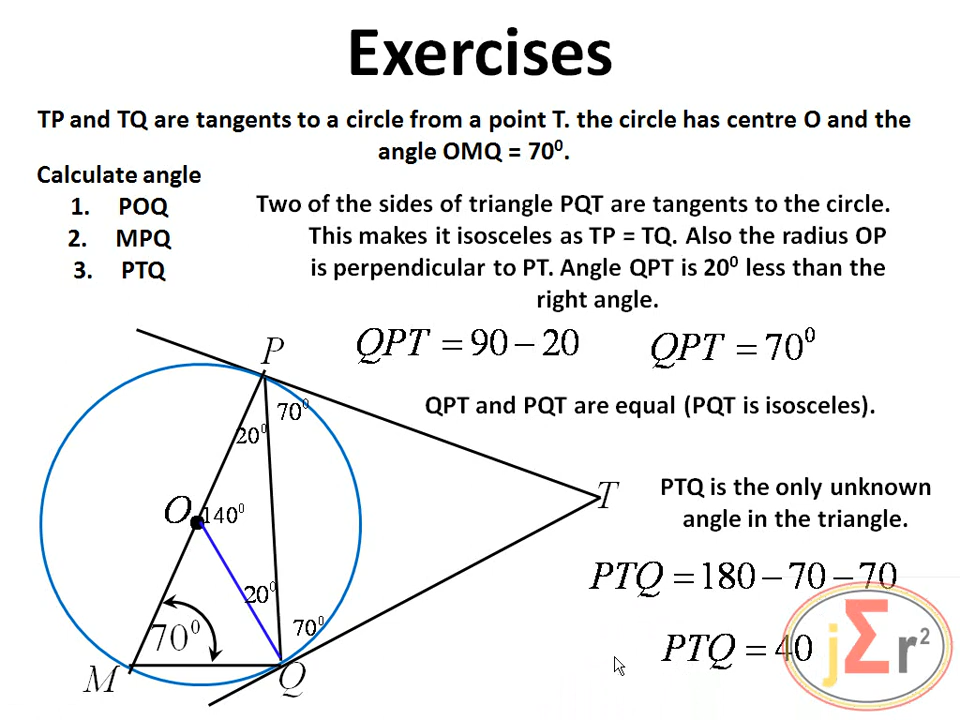 Exercises
TP and TQ are tangents to a circle from a point T. the circle has centre O and the
angle OMQ = 70⁰.
Calculate angle
1. POQ
2. MPQ
3. PTQ
Two of the sides of triangle PQT are tangents to the circle.
This makes it isosceles as TP = TQ. Also the radius OP
is perpendicular to PT. Angle QPT is 20⁰ less than the
right angle.
QPT = 90 − 20
QPT = 70⁰
QPT and PQT are equal (PQT is isosceles).
P
70⁰
20⁰
O
140⁰
T
PTQ is the only unknown
angle in the triangle.
PTQ = 180 − 70 − 70
20⁰
70⁰
70⁰
PTQ = 40
M
Q
jΣr²